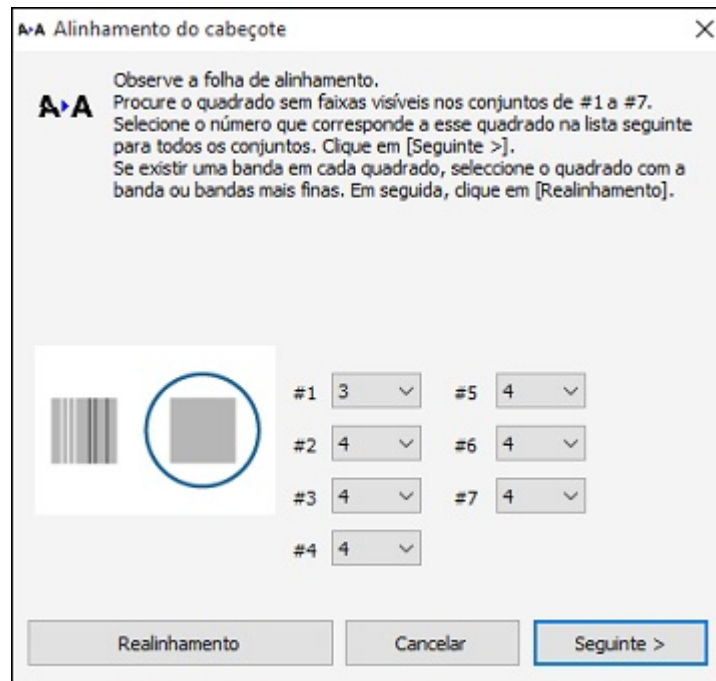 A▸A Alinhamento do cabeçote
A▸A
Observe a folha de alinhamento.
Procure o quadrado sem faixas visíveis nos conjuntos de #1 a #7.
Selecione o número que corresponde a esse quadrado na lista seguinte
para todos os conjuntos. Clique em [Seguinte >].
Se existir uma banda em cada quadrado, seleccione o quadrado com a
banda ou bandas mais finas. Em seguida, clique em [Realinhamento].
#1 3 #5 4
#2 4 #6 4
#3 4 #7 4
#4 4
Realinhamento Cancelar Seguinte >